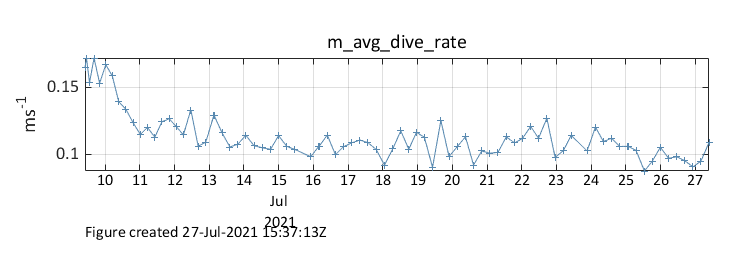 m_avg_dive_rate
ms-1
0.15
0.1
10 11 12 13 14 15 16 17 18 19 20 21 22 23 24 25 26 27
Jul
2021
Figure created 27-Jul-2021 15:37:13Z